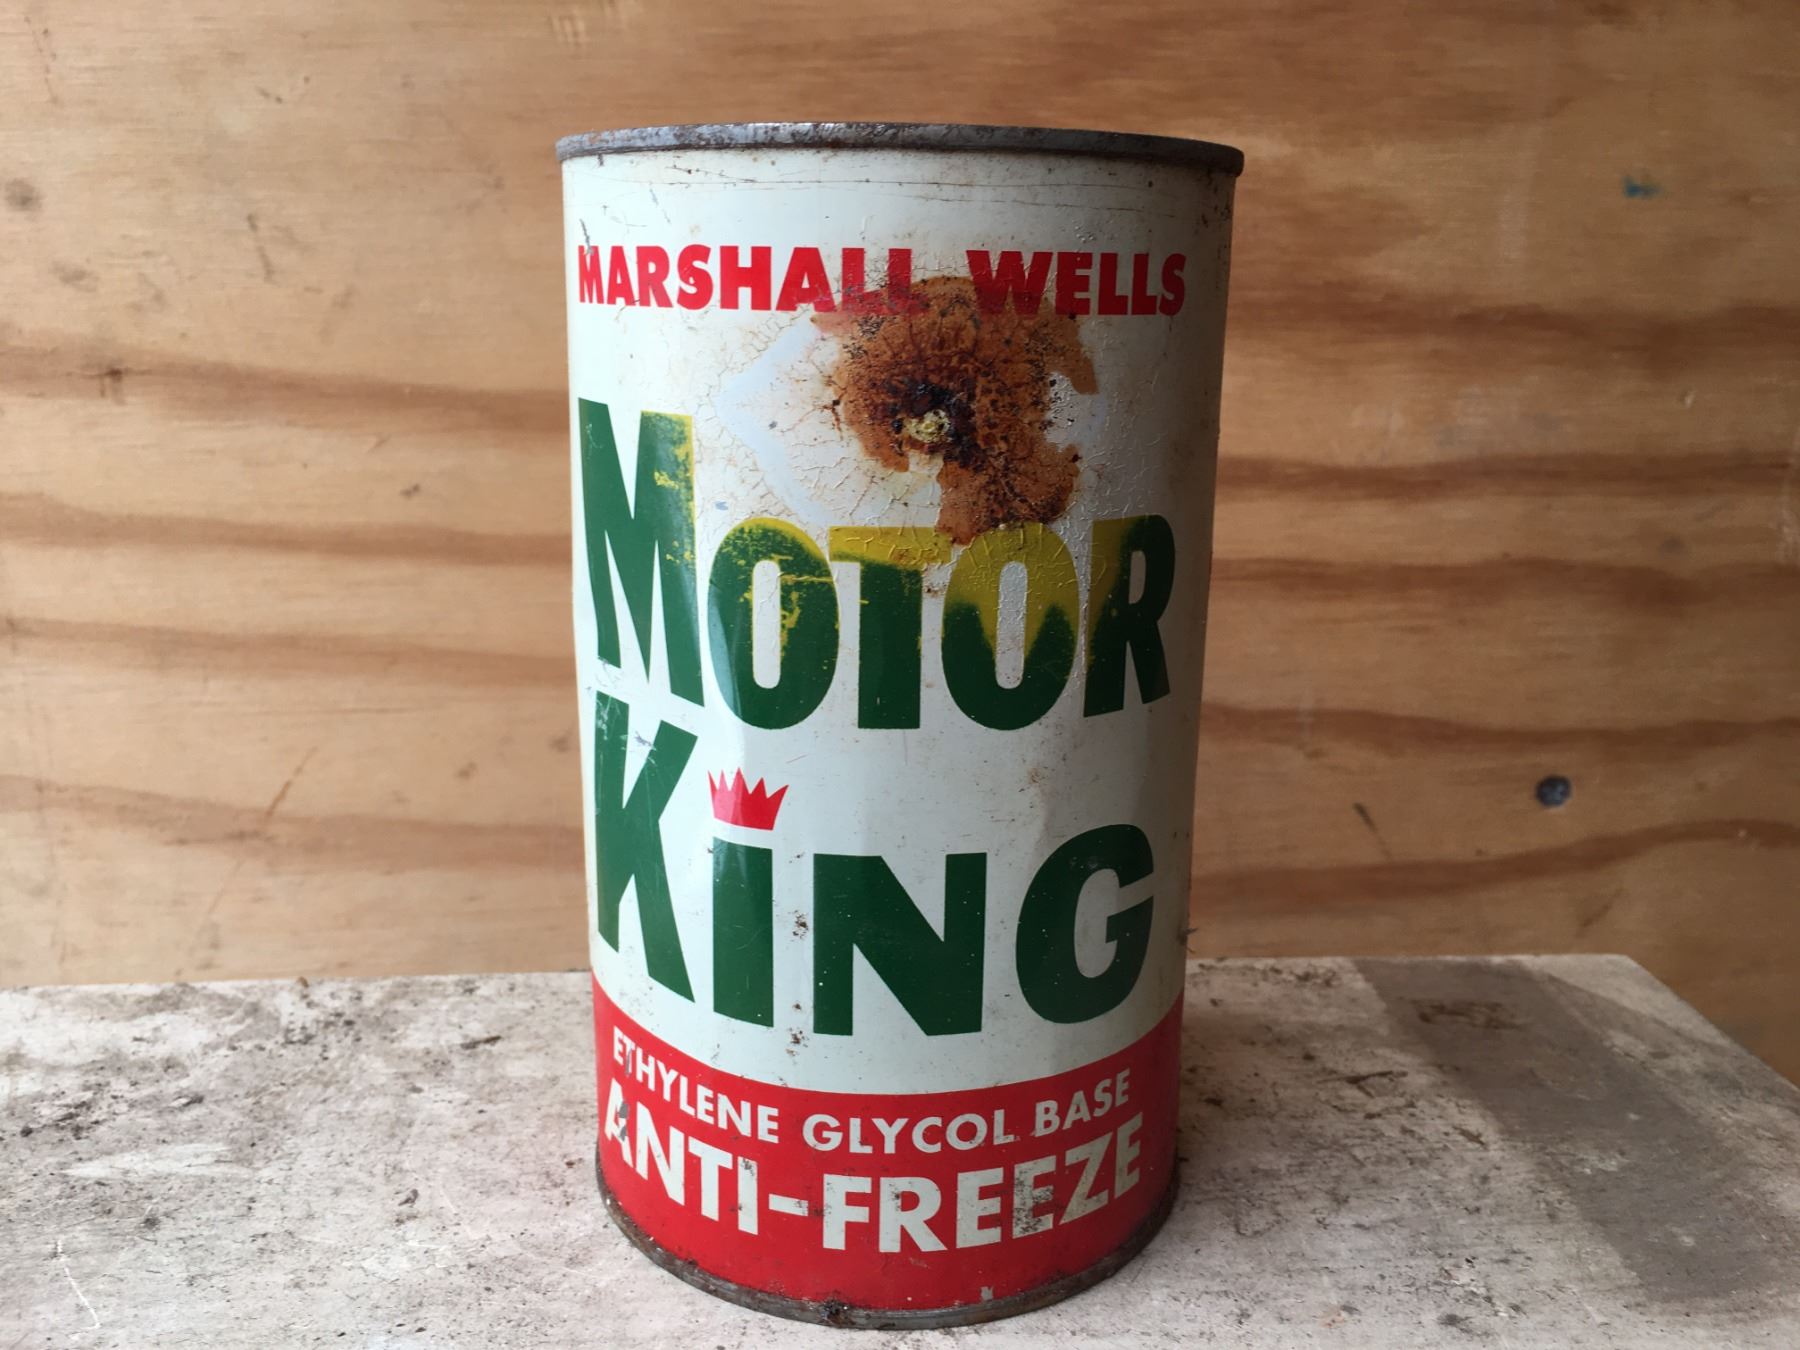 MARSHALL WELLS
MOTOR
KiNG
ETHYLENE GLYCOL BASE
ANTI-FREEZE